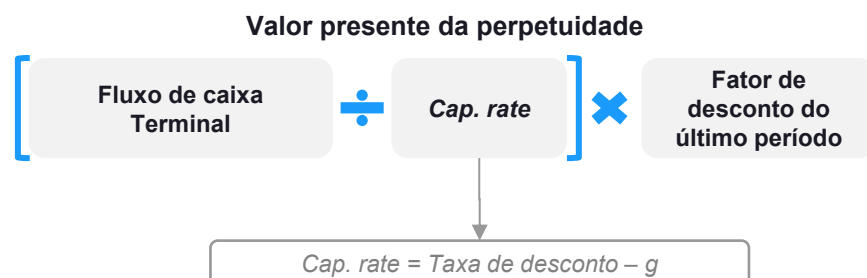 Valor presente da perpetuidade
Fluxo de caixa
Terminal
÷
Cap. rate
×
Fator de
desconto do
último período
Cap. rate = Taxa de desconto – g